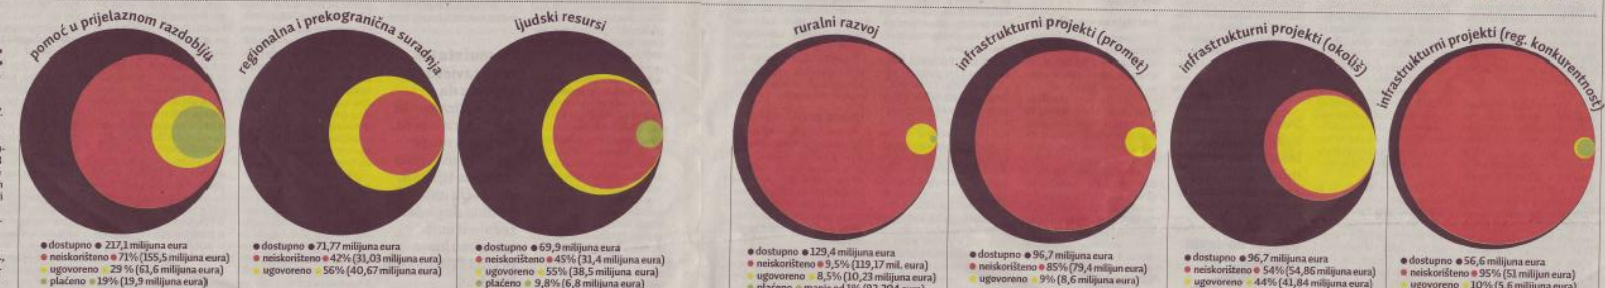 pomoć u prijelaznom razdoblju
dostupno 217,1 milijuna eura
neiskorišteno 71% (155,5 milijuna eura)
ugovoreno 29 % (61,6 milijuna eura)
plaćeno 19% (19,9 milijuna eura)
regionalna i prekogranična suradnja
dostupno 71,77 milijuna eura
neiskorišteno 42% (31,03 milijuna eura)
ugovoreno 56% (40,67 milijuna eura)
ljudski resursi
dostupno 69,9 milijuna eura
neiskorišteno 45% (31,4 milijuna eura)
ugovoreno 55% (38,5 milijuna eura)
plaćeno 9,8% (6,8 milijuna eura)
ruralni razvoj
dostupno 129,4 milijuna eura
neiskorišteno 9,5% (119,17 mil. eura)
ugovoreno 8,5% (10,23 milijuna eura)
infrastrukturni projekti (promet)
dostupno 96,7 milijuna eura
neiskorišteno 85% (79,4 milijun eura)
ugovoreno 9% (8,6 milijuna eura)
infrastrukturni projekti (okoliš)
dostupno 96,7 milijuna eura
neiskorišteno 54% (54,86 milijuna eura)
ugovoreno 44% (41,84 milijuna eura)
infrastrukturni projekti (reg. konkurentnost)
dostupno 56,6 milijuna eura
neiskorišteno 95% (51 milijun eura)
ugovoreno 10% (5,6 milijuna eura)